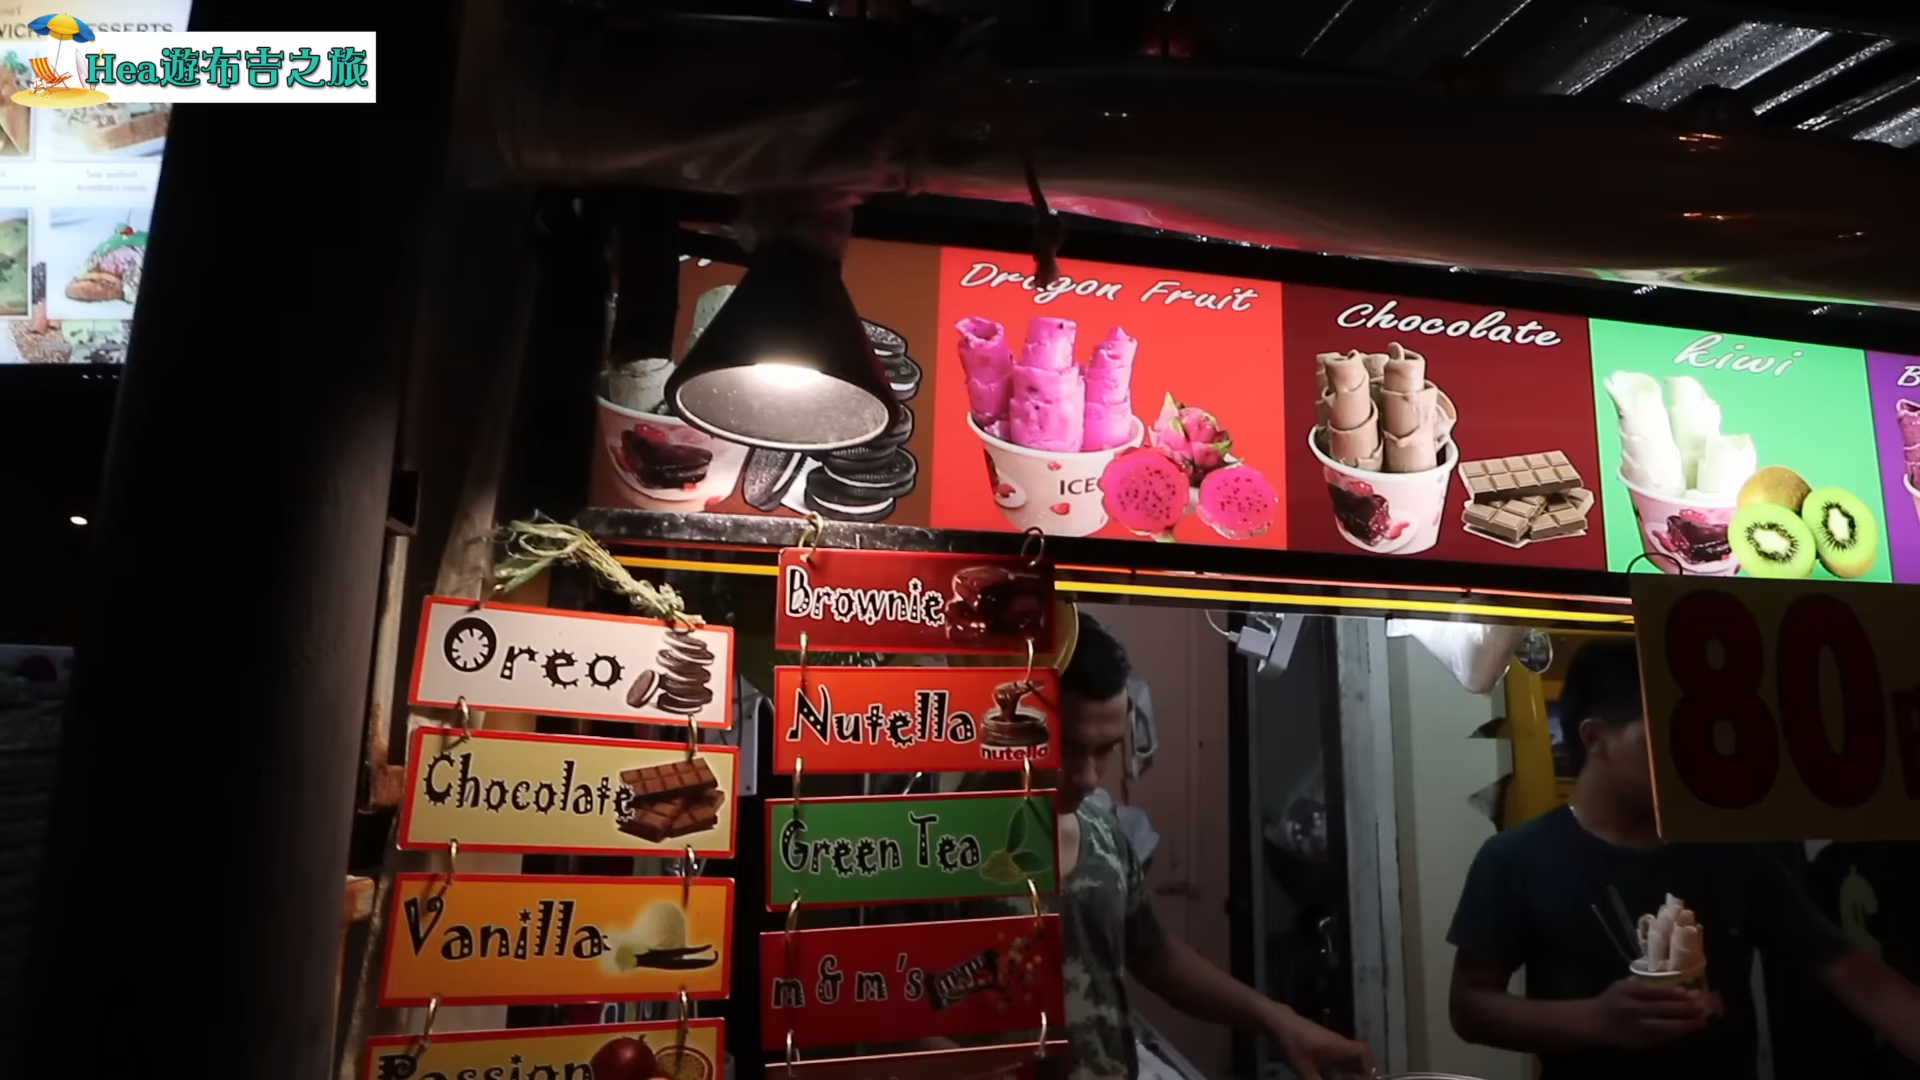 Hea遊布吉之旅
Dragon Fruit
Chocolate
kiwi
B
ICE
Brownie
Oreo
Nutella
nutella
80
Chocolate
Green Tea
Vanilla
m & m's
Passion